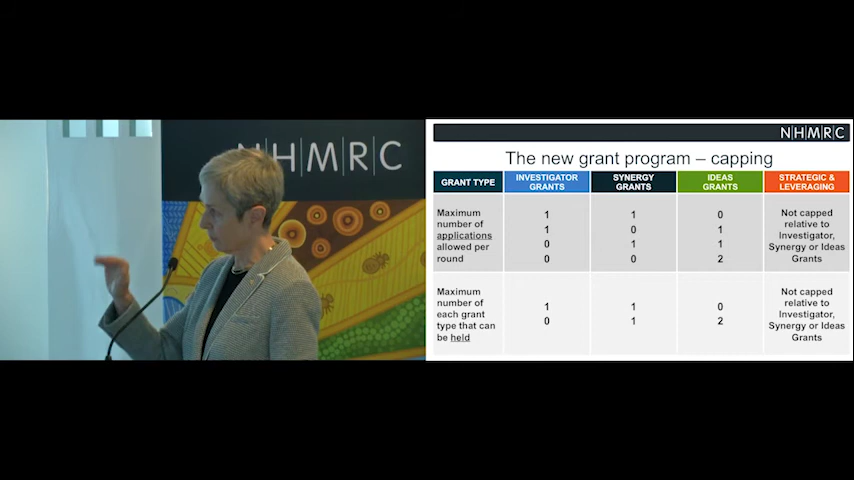 N|H|M|R|C
N|H|M|R|C
The new grant program – capping
GRANT TYPE
INVESTIGATOR
GRANTS
SYNERGY
GRANTS
IDEAS
GRANTS
STRATEGIC &
LEVERAGING
Maximum
number of
applications
allowed per
round
1 1 0
1 0 1
0 1 1
0 0 2
Not capped
relative to
Investigator,
Synergy or Ideas
Grants
Maximum
number of
each grant
type that can
be held
1 1 0
0 1 2
Not capped
relative to
Investigator,
Synergy or Ideas
Grants